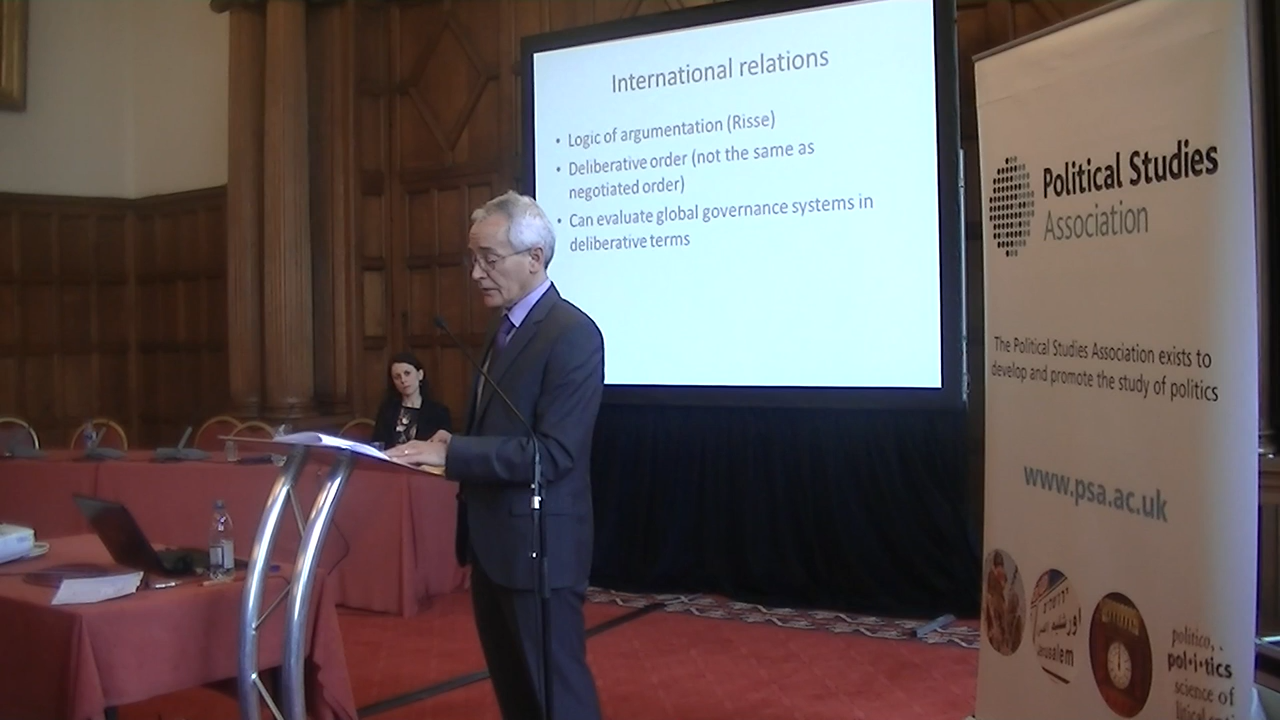 International relations
• Logic of argumentation (Risse)
• Deliberative order (not the same as
negotiated order)
• Can evaluate global governance systems in
deliberative terms
Political Studies
Association
The Political Studies Association exists to
develop and promote the study of politics
www.psa.ac.uk
Jerusalem
pol•i•tics
science of